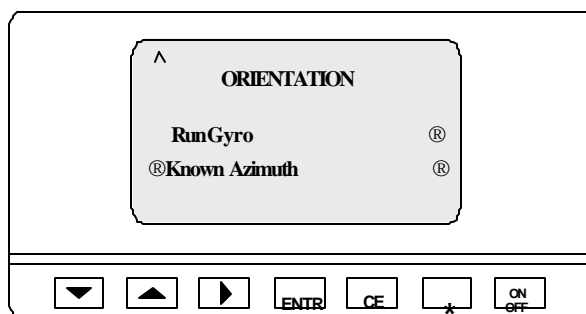 ^
ORIENTATION
RunGyro ®
®Known Azimuth ®
ENTR CE * ON
OFF